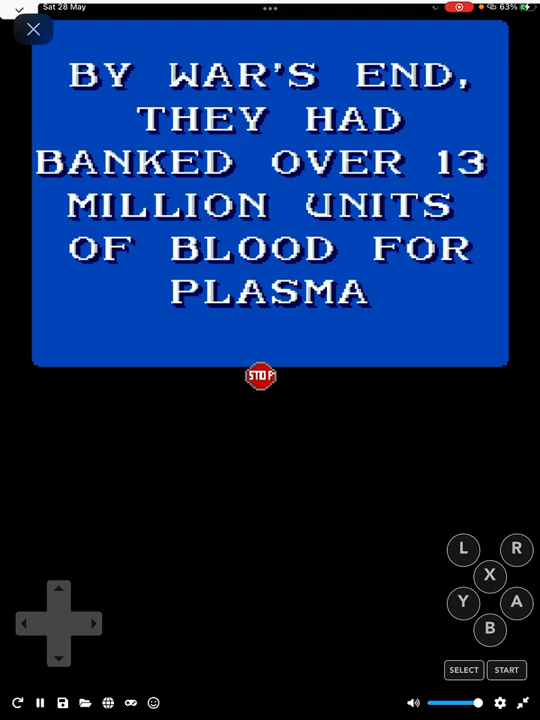 Sat 28 May
63%
BY WAR'S END,
THEY HAD
BANKED OVER 13
MILLION UNITS
OF BLOOD FOR
PLASMA
STOP
L
R
X
Y
A
B
SELECT
START